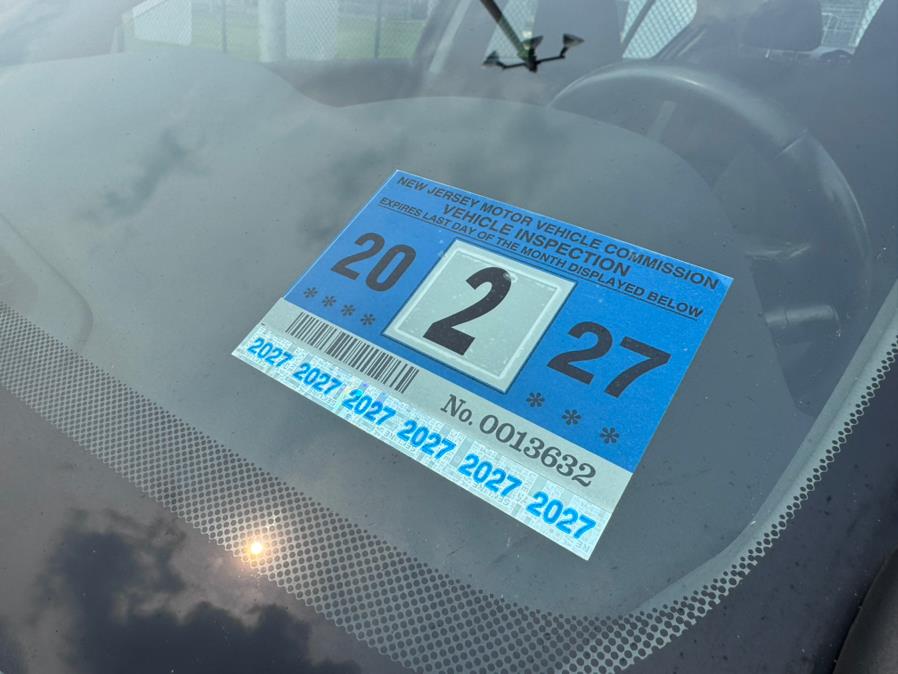 NEW JERSEY MOTOR VEHICLE COMMISSION
VEHICLE INSPECTION
EXPIRES LAST DAY OF THE MONTH DISPLAYED BELOW
20 2 27
**** ***
No. 0013632
2027 2027 2027 2027 2027 2027